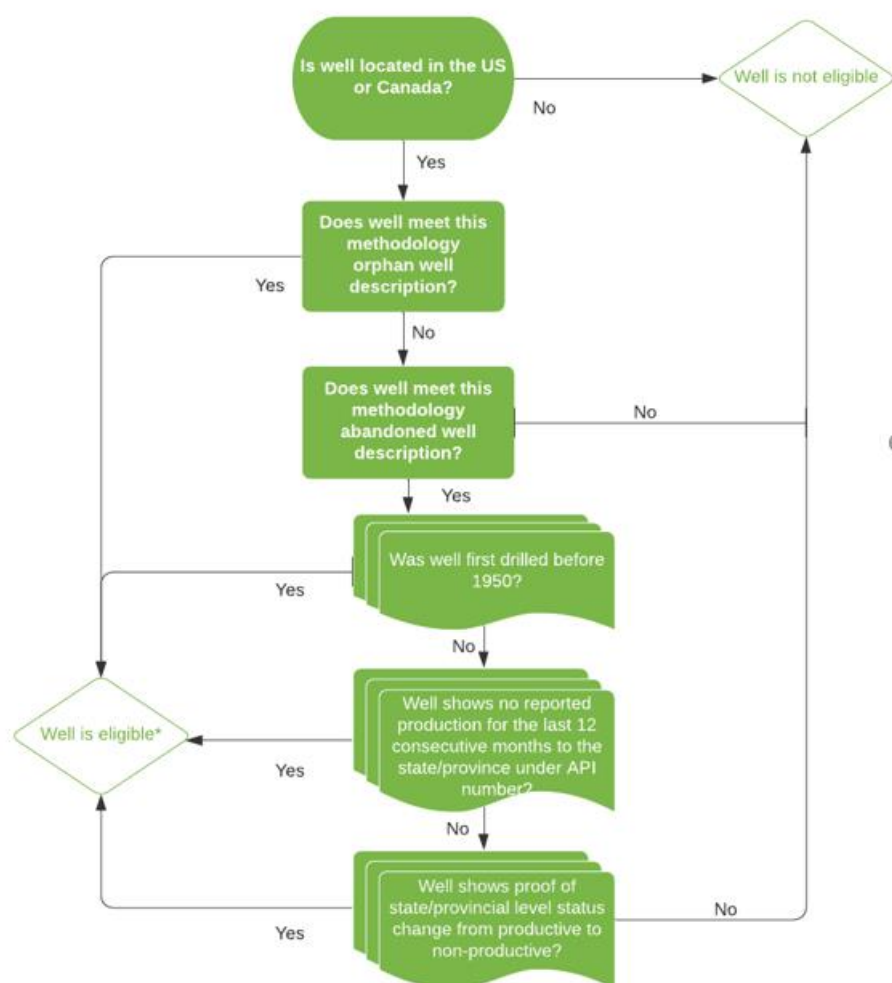 Is well located in the US
or Canada?
Well is not eligible
No
Yes
Does well meet this
methodology
orphan well
description?
Yes
No
Does well meet this
methodology
abandoned well
description?
No
Yes
Was well first drilled before
1950?
Yes
No
Well shows no reported
production for the last 12
consecutive months to the
state/province under API
number?
Well is eligible*
Yes
No
Well shows proof of
state/provincial level status
change from productive to
non-productive?
No
Yes